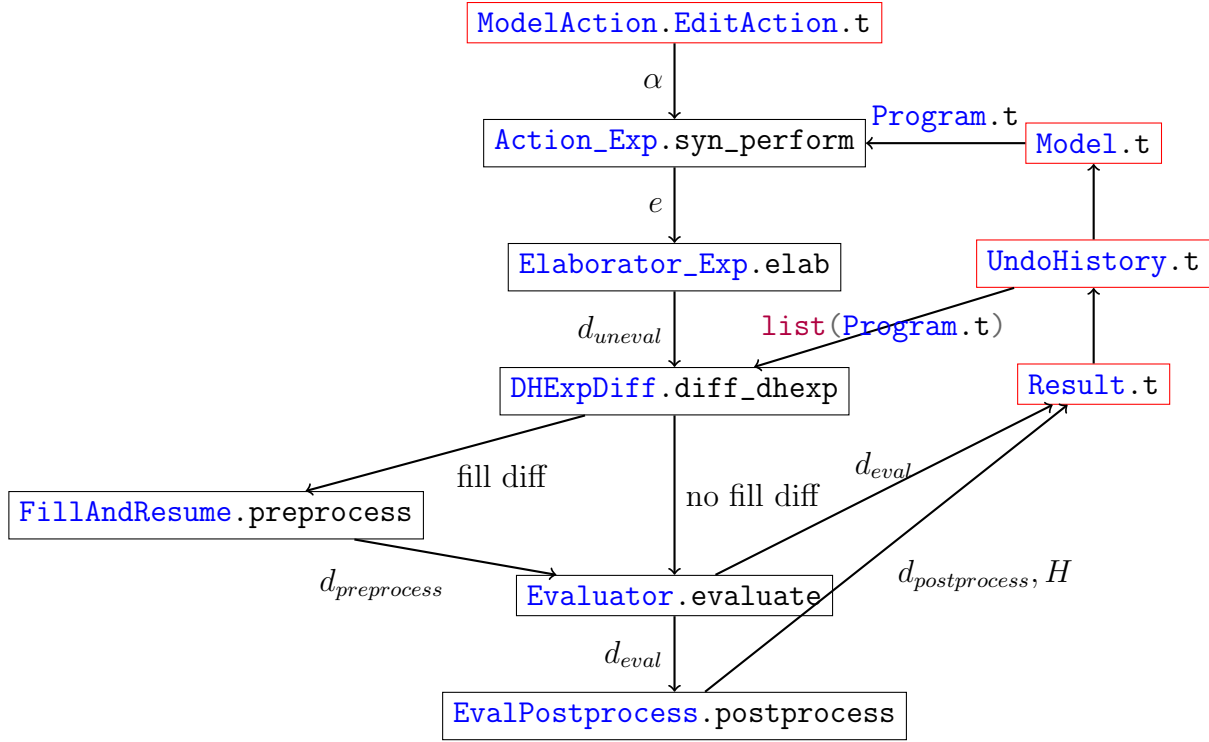 ModelAction.EditAction.t
α
Program.t
Action_Exp.syn_perform
Model.t
e
Elaborator_Exp.elab
UndoHistory.t
d_uneval
list(Program.t)
DHExpDiff.diff_dhexp
Result.t
fill diff
d_eval
no fill diff
FillAndResume.preprocess
d_preprocess
d_postprocess, H
Evaluator.evaluate
d_eval
EvalPostprocess.postprocess